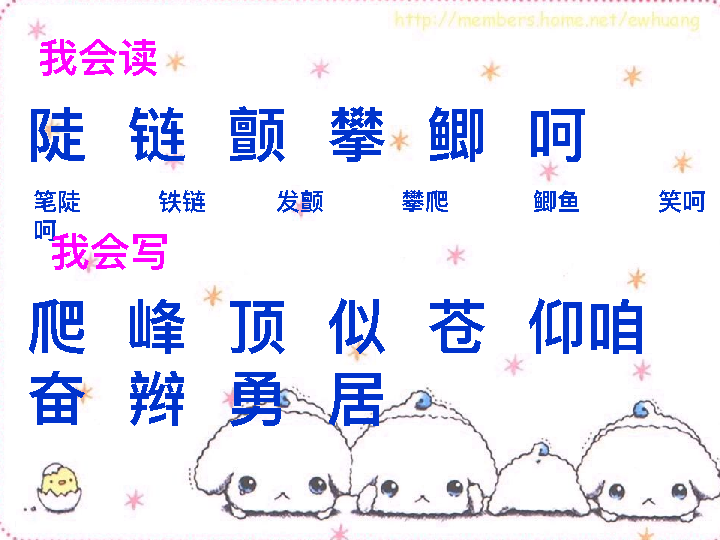 http://members.home.net/ewhuang
我会读
陡 链 颤 攀 鲫 呵
笔陡 铁链 发颤 攀爬 鲫鱼 笑呵
呵
我会写
爬 峰 顶 似 苍 仰咱
奋 辫 勇 居